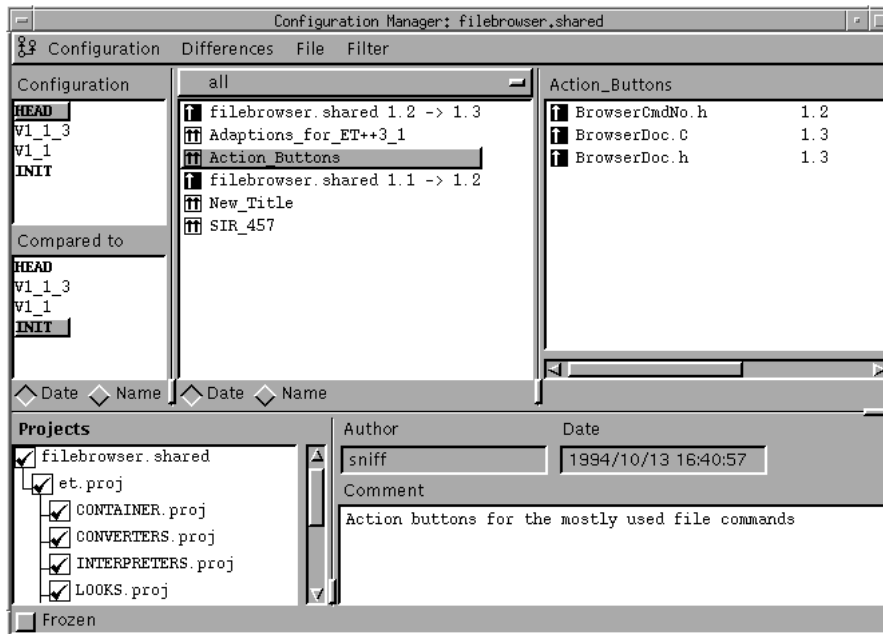 Configuration Manager: filebrowser.shared
Configuration Differences File Filter
Configuration
HEAD
V1_1_3
V1_1
INIT
Compared to
HEAD
V1_1_3
V1_1
INIT
Date Name
all
filebrowser.shared 1.2 -> 1.3
Adaptions_for_ET++3_1
Action_Buttons
filebrowser.shared 1.1 -> 1.2
New_Title
SIR_457
Date Name
Action_Buttons
BrowserCmdNo.h 1.2
BrowserDoc.C 1.3
BrowserDoc.h 1.3
Projects
filebrowser.shared
et.proj
CONTAINER.proj
CONVERTERS.proj
INTERPRETERS.proj
LOOKS.proj
Author
sniff
Date
1994/10/13 16:40:57
Comment
Action buttons for the mostly used file commands
Frozen